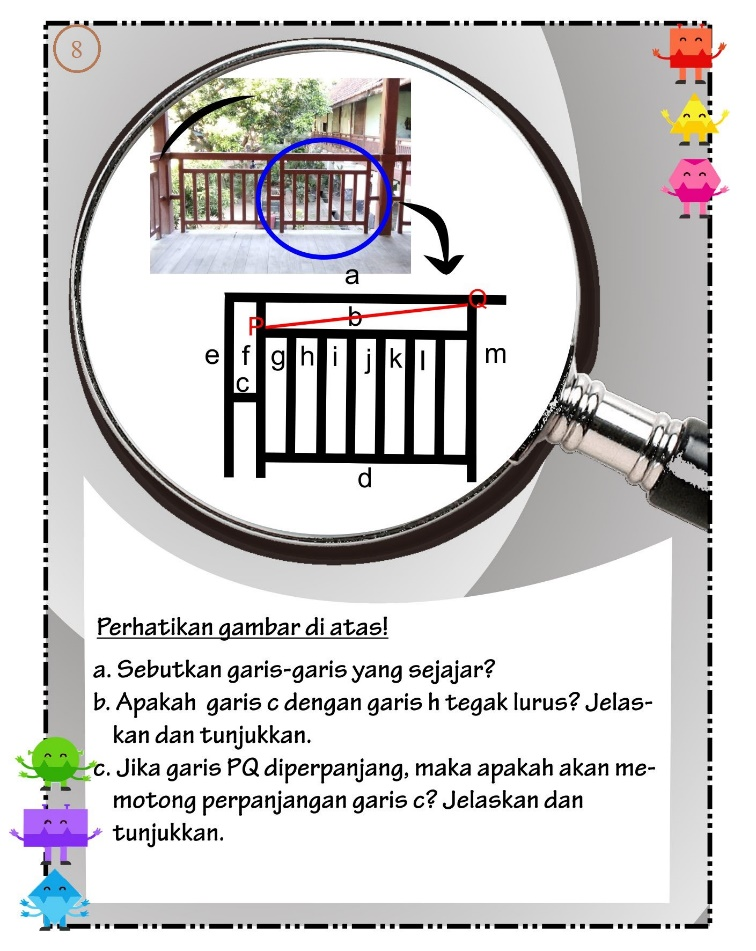 8
a
Q
P
b
e
f
g
h
i
j
k
l
m
c
d
Perhatikan gambar di atas!
a. Sebutkan garis-garis yang sejajar?
b. Apakah garis c dengan garis h tegak lurus? Jelas-
kan dan tunjukkan.
c. Jika garis PQ diperpanjang, maka apakah akan me-
motong perpanjangan garis c? Jelaskan dan
tunjukkan.